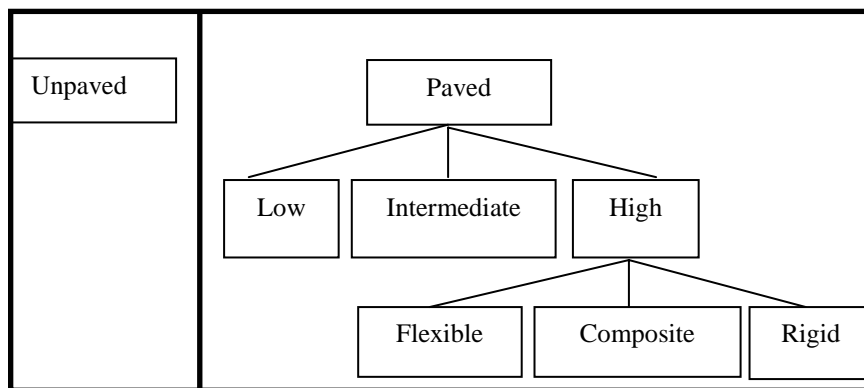 Unpaved
Paved
Low
Intermediate
High
Flexible
Composite
Rigid